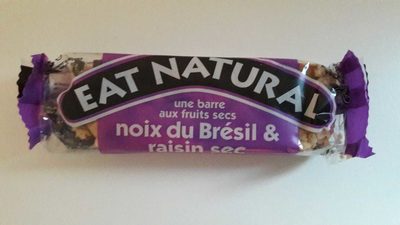 EAT NATURAL
une barre
aux fruits secs
noix du Brésil &
raisin sec